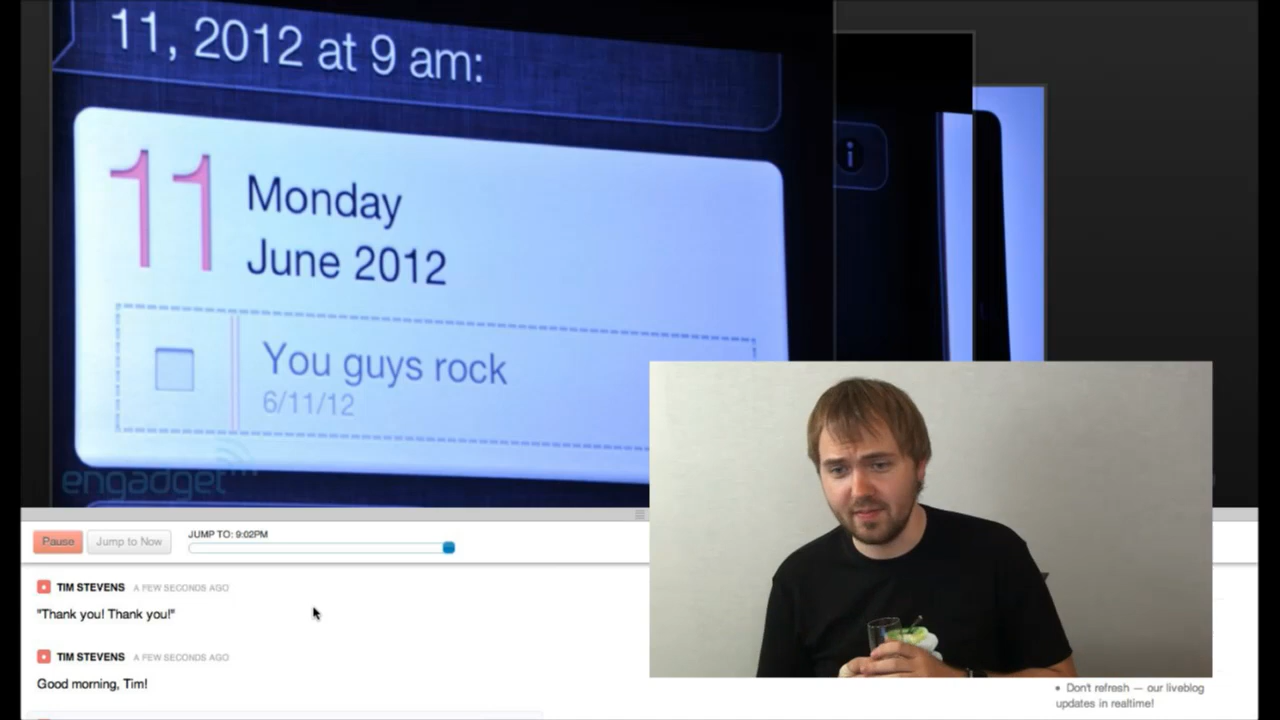 11, 2012 at 9 am:
11
Monday
June 2012
You guys rock
6/11/12
engadget
Pause
Jump to Now
JUMP TO: 9:02PM
TIM STEVENS A FEW SECONDS AGO
"Thank you! Thank you!"
TIM STEVENS A FEW SECONDS AGO
Good morning, Tim!
• Don't refresh — our liveblog
updates in realtime!